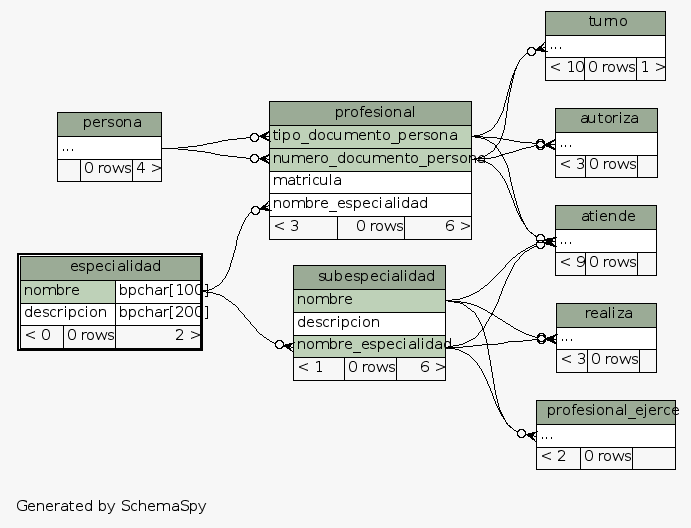 turno
...
< 10 0 rows 1 >
persona
...
0 rows 4 >
profesional
tipo_documento_persona
numero_documento_persona
matricula
nombre_especialidad
< 3 0 rows 6 >
autoriza
...
< 3 0 rows
atiende
...
< 9 0 rows
especialidad
nombre bpchar[100]
descripcion bpchar[200]
< 0 0 rows 2 >
subespecialidad
nombre
descripcion
nombre_especialidad
< 1 0 rows 6 >
realiza
...
< 3 0 rows
profesional_ejerce
...
< 2 0 rows
Generated by SchemaSpy